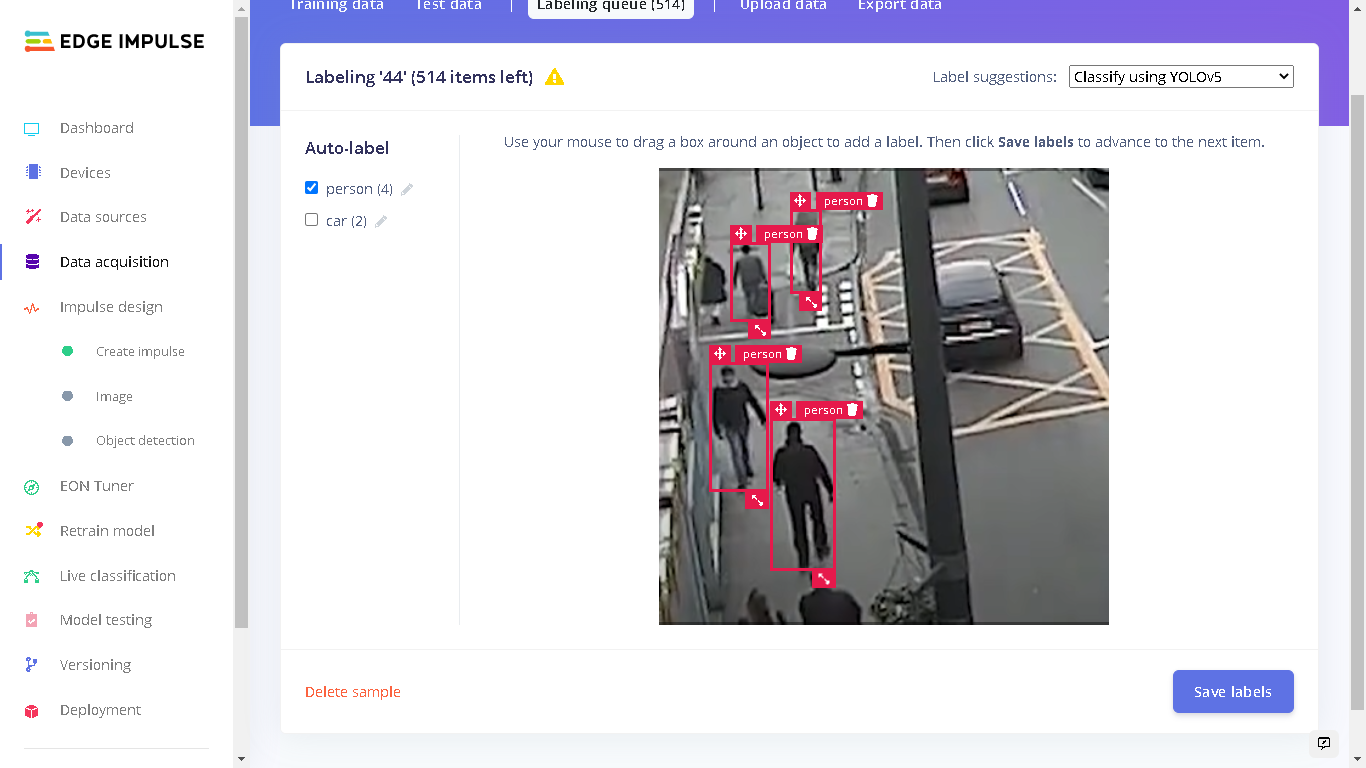 Training data
Test data
Labeling queue (514)
Upload data
Export data
EDGE IMPULSE
Labeling '44' (514 items left)
Label suggestions:
Classify using YOLOv5
Dashboard
Devices
Data sources
Data acquisition
Impulse design
Create impulse
Image
Object detection
EON Tuner
Retrain model
Live classification
Model testing
Versioning
Deployment
Auto-label
person (4)
car (2)
Use your mouse to drag a box around an object to add a label. Then click Save labels to advance to the next item.
person
person
person
person
Delete sample
Save labels